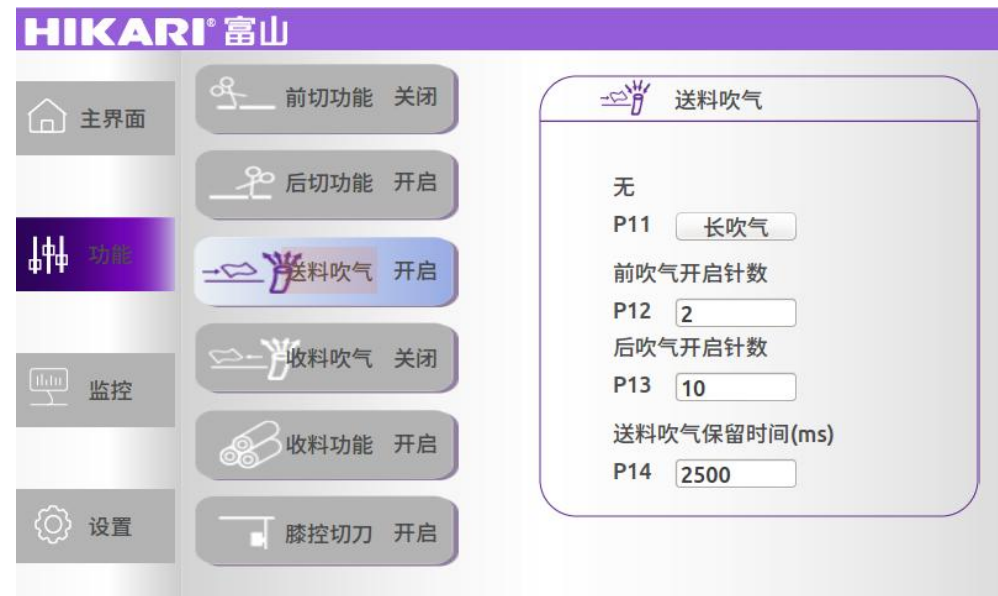 HIKARI® 富山
主界面
功能
监控
设置
前切功能 关闭
后切功能 开启
送料吹气 开启
收料吹气 关闭
收料功能 开启
膝控切刀 开启
送料吹气
无
P11 长吹气
前吹气开启针数
P12 2
后吹气开启针数
P13 10
送料吹气保留时间(ms)
P14 2500